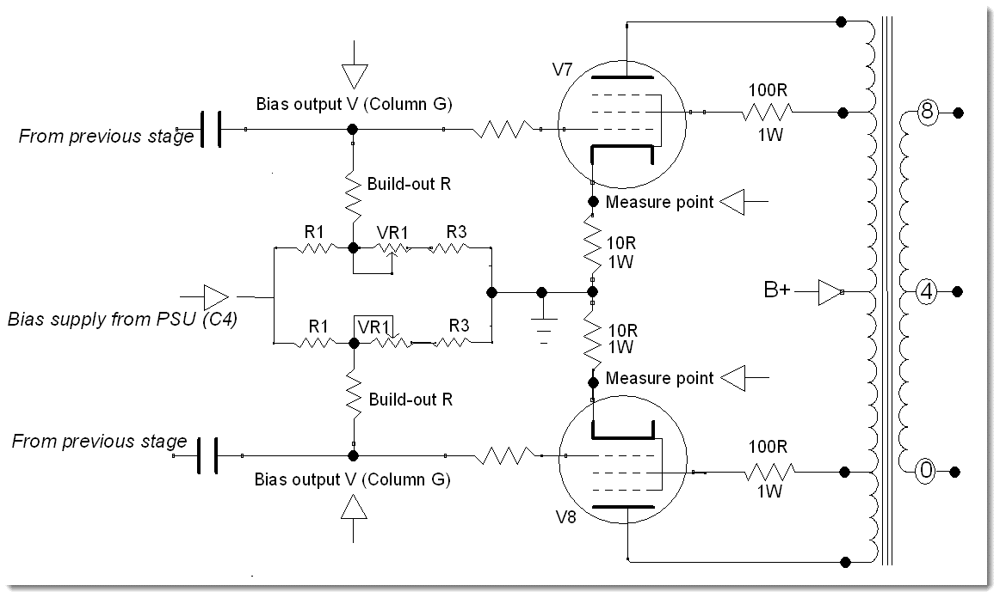 V7
Bias output V (Column G)
100R
1W
8
From previous stage
Build-out R
Measure point
R1
VR1
R3
10R
1W
B+
4
Bias supply from PSU (C4)
R1
VR1
R3
10R
1W
Measure point
Build-out R
From previous stage
100R
1W
0
Bias output V (Column G)
V8